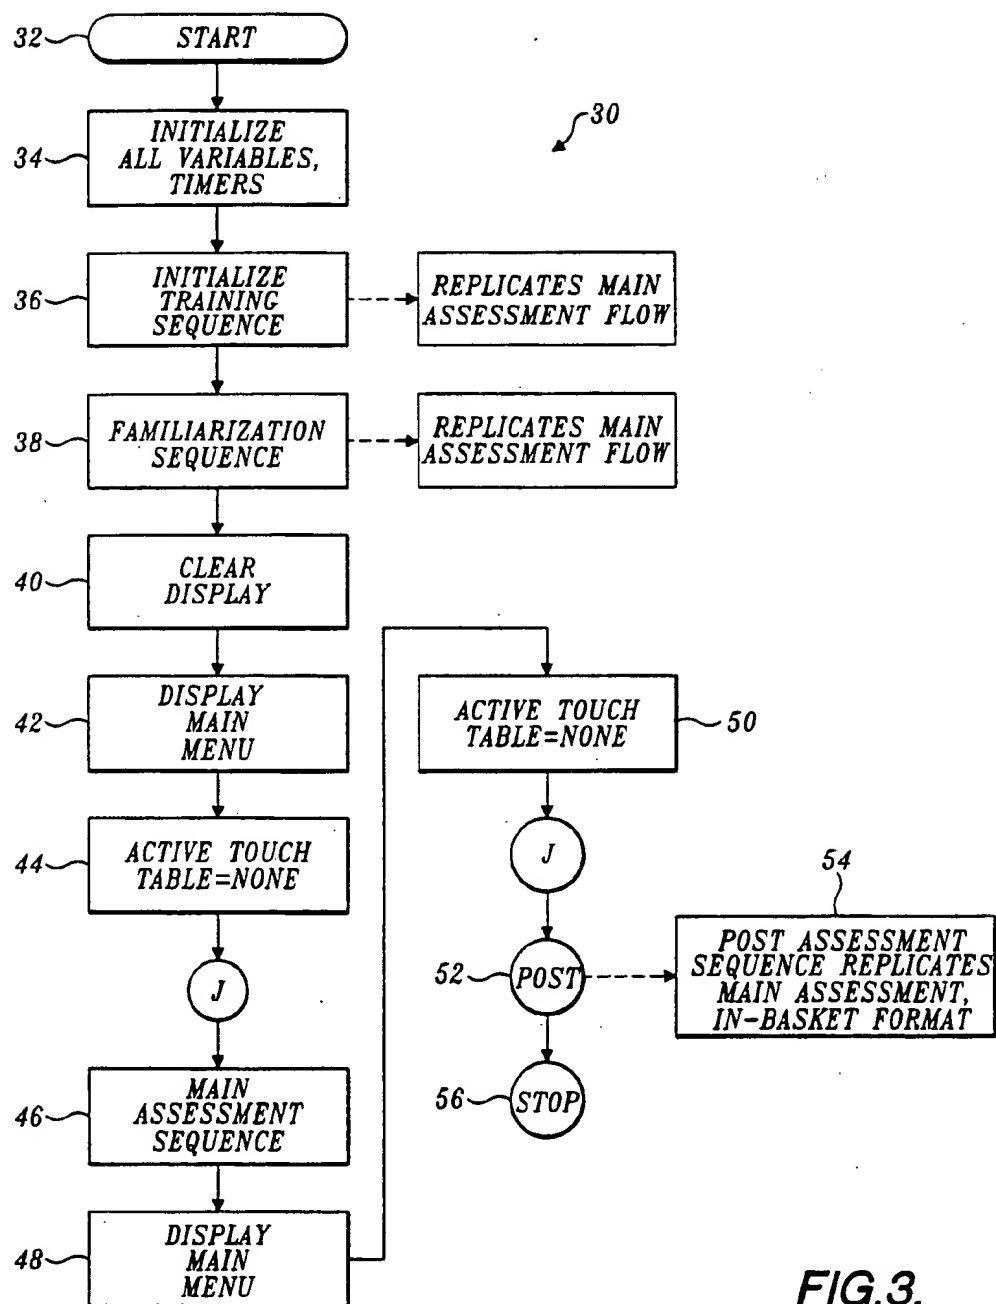 32
START
30
34
INITIALIZE
ALL VARIABLES,
TIMERS
36
INITIALIZE
TRAINING
SEQUENCE
REPLICATES MAIN
ASSESSMENT FLOW
38
FAMILIARIZATION
SEQUENCE
REPLICATES MAIN
ASSESSMENT FLOW
40
CLEAR
DISPLAY
42
DISPLAY
MAIN
MENU
44
ACTIVE TOUCH
TABLE=NONE
J
46
MAIN
ASSESSMENT
SEQUENCE
48
DISPLAY
MAIN
MENU
ACTIVE TOUCH
TABLE=NONE
50
J
52
POST
54
POST ASSESSMENT
SEQUENCE REPLICATES
MAIN ASSESSMENT,
IN-BASKET FORMAT
56
STOP
FIG.3.